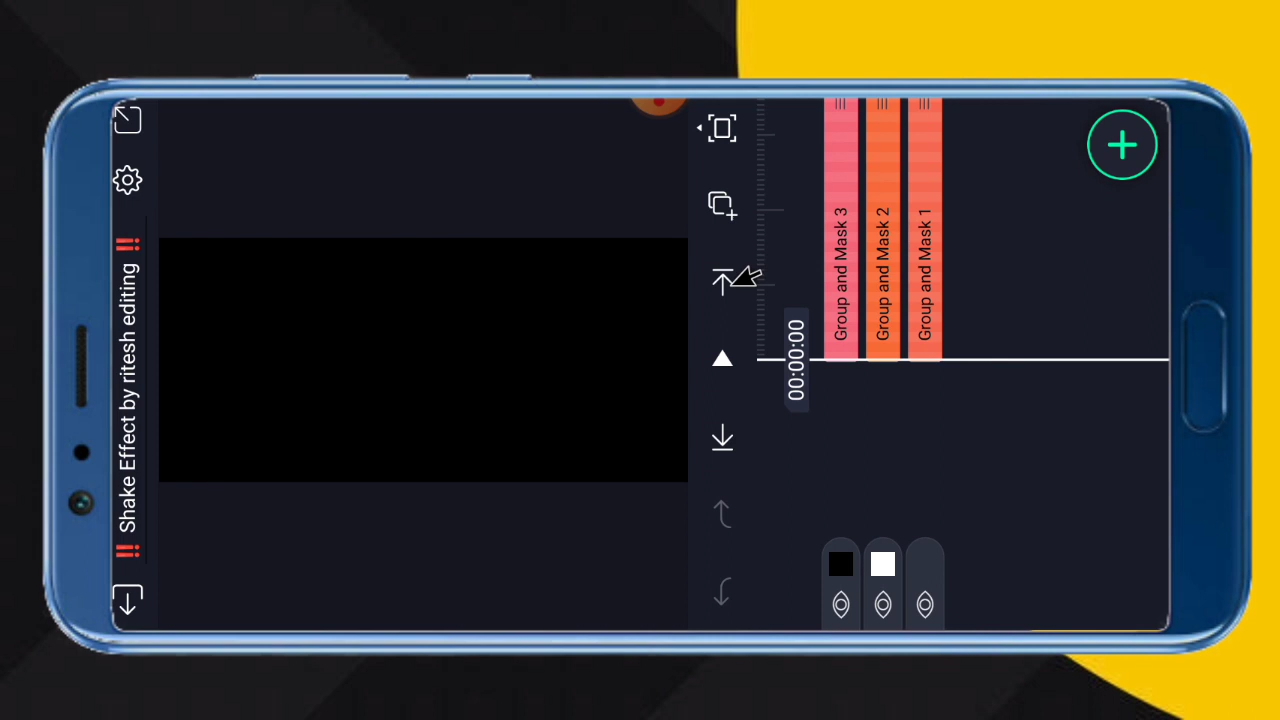 ‼️ Shake Effect by ritesh editing ‼️
00:00:00
Group and Mask 3
Group and Mask 2
Group and Mask 1